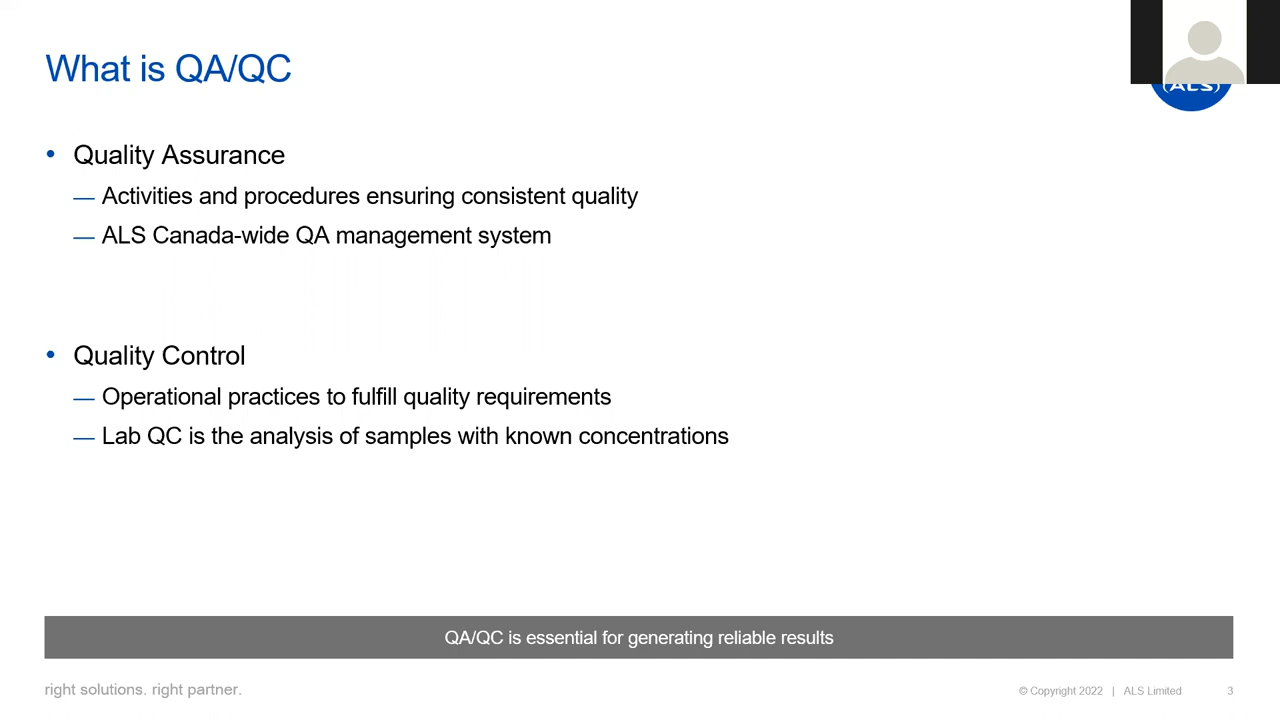 What is QA/QC
(ALS)
• Quality Assurance
— Activities and procedures ensuring consistent quality
— ALS Canada-wide QA management system
• Quality Control
— Operational practices to fulfill quality requirements
— Lab QC is the analysis of samples with known concentrations
QA/QC is essential for generating reliable results
right solutions. right partner.
© Copyright 2022 | ALS Limited 3